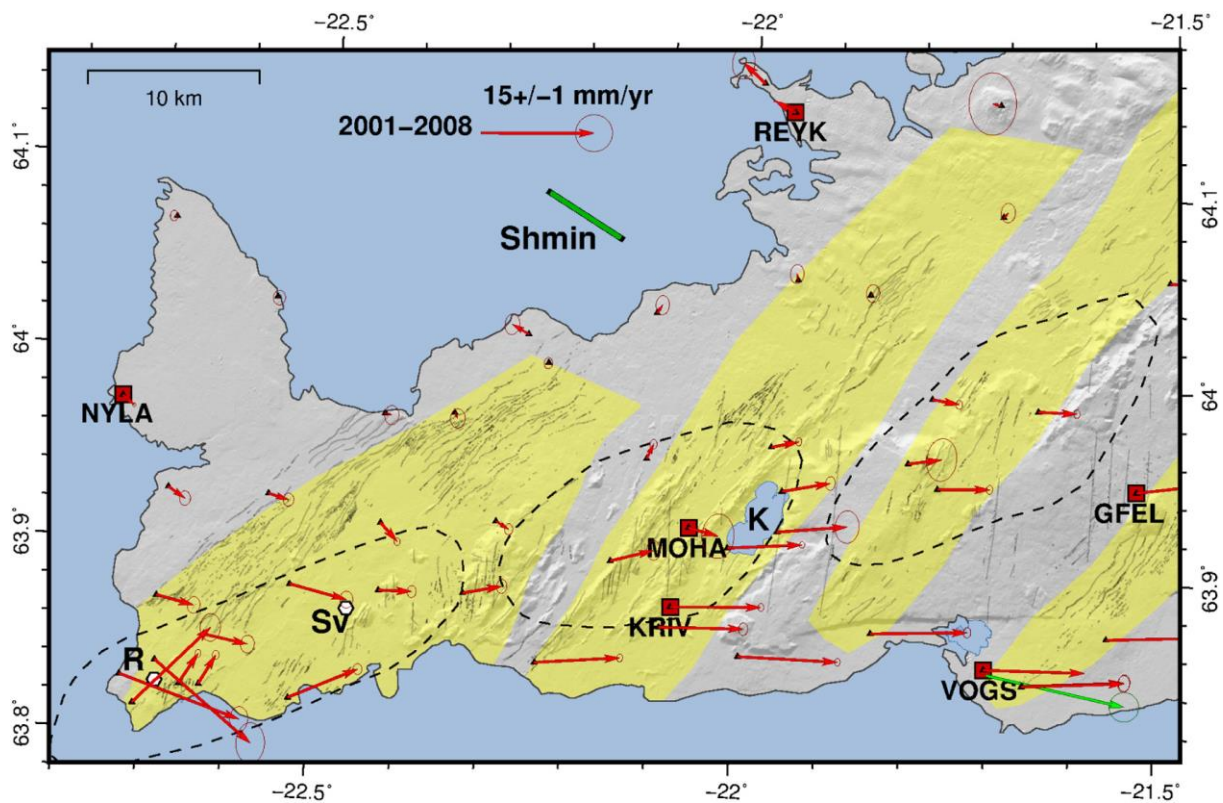 −22.5° −22° −21.5°
10 km
15+/−1 mm/yr
2001−2008
REYK
64.1°
64.1°
Shmin
64°
NYLA
64°
K
GFEL
63.9°
MOHA
63.9°
Sv
KRIV
R
VOGS
63.8°
−22.5° −22° −21.5°